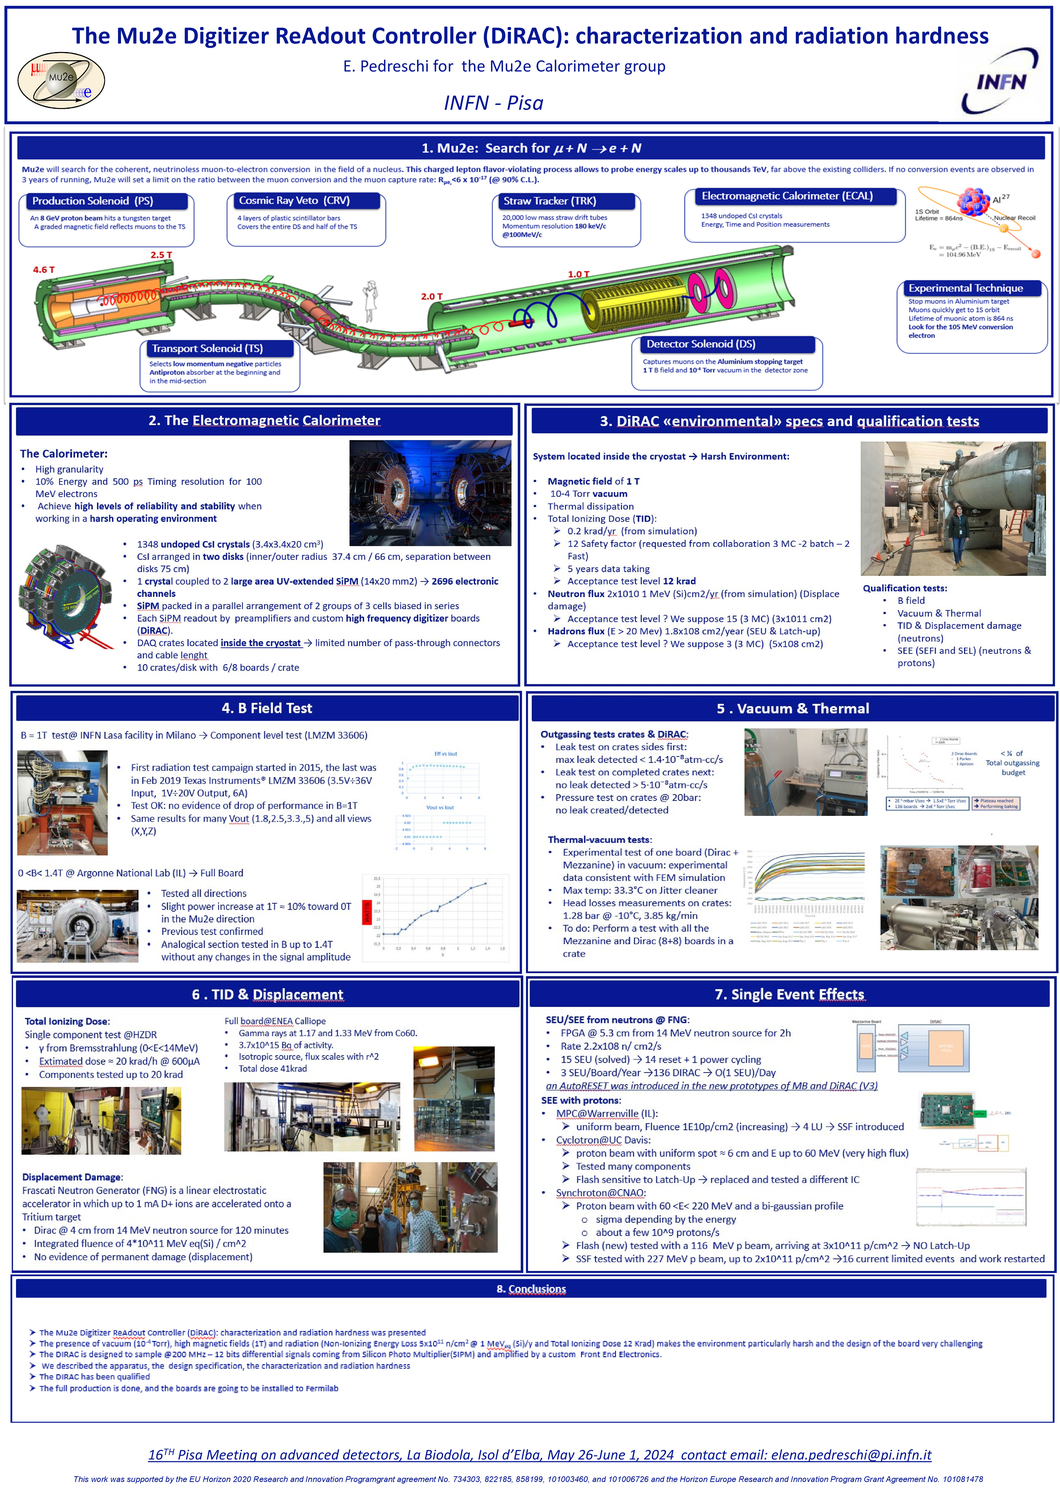 The Mu2e Digitizer ReAdout Controller (DiRAC): characterization and radiation hardness
E. Pedreschi for the Mu2e Calorimeter group
INFN - Pisa
Mu2e
INFN
1. Mu2e: Search for μ + N → e + N
Mu2e will search for the coherent, neutrinoless muon-to-electron conversion in the field of a nucleus. This charged lepton flavor-violating process allows to probe energy scales up to thousands TeV, far above the existing colliders. If no conversion events are observed in
3 years of running, Mu2e will set a limit on the ratio between the muon conversion and the muon capture rate: Rμe<6 x 10⁻¹⁷ (@ 90% C.L.).
Production Solenoid (PS)
An 8 GeV proton beam hits a tungsten target
A graded magnetic field reflects muons to the TS
Cosmic Ray Veto (CRV)
4 layers of plastic scintillator bars
Covers the entire DS and half of the TS
Straw Tracker (TRK)
20,000 low mass straw drift tubes
Momentum resolution 180 keV/c
@100MeV/c
Electromagnetic Calorimeter (ECAL)
1348 undoped CsI crystals
Energy, Time and Position measurements
1S Orbit
Lifetime = 864ns
Al²⁷
Nuclear Recoil
= 104.96 MeV
4.6 T
2.5 T
2.0 T
1.0 T
Experimental Technique
Stop muons in Aluminium target
Muons quickly get to 1S orbit
Lifetime of muonic atom is 864 ns
Look for the 105 MeV conversion
electron
Transport Solenoid (TS)
Selects low momentum negative particles
Antiproton absorber at the beginning and
in the mid-section
Detector Solenoid (DS)
Captures muons on the Aluminium stopping target
1 T B field and 10⁻⁴ Torr vacuum in the detector zone
2. The Electromagnetic Calorimeter
The Calorimeter:
• High granularity
• 10% Energy and 500 ps Timing resolution for 100
MeV electrons
• Achieve high levels of reliability and stability when
working in a harsh operating environment
• 1348 undoped CsI crystals (3.4x3.4x20 cm³)
• CsI arranged in two disks (inner/outer radius 37.4 cm / 66 cm, separation between
disks 75 cm)
• 1 crystal coupled to 2 large area UV-extended SiPM (14x20 mm2) → 2696 electronic
channels
• SiPM packed in a parallel arrangement of 2 groups of 3 cells biased in series
• Each SiPM readout by preamplifiers and custom high frequency digitizer boards
(DiRAC).
• DAQ crates located inside the cryostat → limited number of pass-through connectors
and cable lenght
• 10 crates/disk with 6/8 boards / crate
3. DiRAC «environmental» specs and qualification tests
System located inside the cryostat → Harsh Environment:
• Magnetic field of 1 T
• 10-4 Torr vacuum
• Thermal dissipation
• Total Ionizing Dose (TID):
➢ 0.2 krad/yr (from simulation)
➢ 12 Safety factor (requested from collaboration 3 MC -2 batch – 2
Fast)
➢ 5 years data taking
➢ Acceptance test level 12 krad
• Neutron flux 2x1010 1 MeV (Si)cm2/yr (from simulation) (Displace
damage)
➢ Acceptance test level ? We suppose 15 (3 MC) (3x1011 cm2)
• Hadrons flux (E > 20 Mev) 1.8x108 cm2/year (SEU & Latch-up)
➢ Acceptance test level ? We suppose 3 (3 MC) (5x108 cm2)
Qualification tests:
• B field
• Vacuum & Thermal
• TID & Displacement damage
(neutrons)
• SEE (SEFI and SEL) (neutrons &
protons)
4. B Field Test
B = 1T test@ INFN Lasa facility in Milano → Component level test (LMZM 33606)
• First radiation test campaign started in 2015, the last was
in Feb 2019 Texas Instruments® LMZM 33606 (3.5V÷36V
Input, 1V÷20V Output, 6A)
• Test OK: no evidence of drop of performance in B=1T
• Same results for many Vout (1.8,2.5,3.3.,5) and all views
(X,Y,Z)
Eff vs Iout
Vout vs Iout
0 <B< 1.4T @ Argonne National Lab (IL) → Full Board
• Tested all directions
• Slight power increase at 1T = 10% toward 0T
in the Mu2e direction
• Previous test confirmed
• Analogical section tested in B up to 1.4T
without any changes in the signal amplitude
5 . Vacuum & Thermal
Outgassing tests crates & DiRAC:
• Leak test on crates sides first:
max leak detected < 1.4·10⁻⁸atm-cc/s
• Leak test on completed crates next:
no leak detected > 5·10⁻⁸atm-cc/s
• Pressure test on crates @ 20bar:
no leak created/detected
< ¼ of
Total outgassing
budget
Plateau reached
Performing baking
Thermal-vacuum tests:
• Experimental test of one board (Dirac +
Mezzanine) in vacuum: experimental
data consistent with FEM simulation
• Max temp: 33.3°C on Jitter cleaner
• Head losses measurements on crates:
1.28 bar @ -10°C, 3.85 kg/min
• To do: Perform a test with all the
Mezzanine and Dirac (8+8) boards in a
crate
6 . TID & Displacement
Total Ionizing Dose:
Single component test @HZDR
• γ from Bremsstrahlung (0<E<14MeV)
• Extimated dose ≈ 20 krad/h @ 600μA
• Components tested up to 20 krad
Full board@ENEA Calliope
• Gamma rays at 1.17 and 1.33 MeV from Co60.
• 3.7x10^15 Bq of activity.
• Isotropic source, flux scales with r^2
• Total dose 41krad
Displacement Damage:
Frascati Neutron Generator (FNG) is a linear electrostatic
accelerator in which up to 1 mA D+ ions are accelerated onto a
Tritium target
• Dirac @ 4 cm from 14 MeV neutron source for 120 minutes
• Integrated fluence of 4*10^11 MeV eq(Si) / cm^2
• No evidence of permanent damage (displacement)
7. Single Event Effects
SEU/SEE from neutrons @ FNG:
• FPGA @ 5.3 cm from 14 MeV neutron source for 2h
• Rate 2.2x108 n/ cm2/s
• 15 SEU (solved) → 14 reset + 1 power cycling
• 3 SEU/Board/Year →136 DIRAC → O(1 SEU)/Day
an AutoRESET was introduced in the new prototypes of MB and DiRAC (V3)
Mezzanine Board
DIRAC
SEE with protons:
• MPC@Warrenville (IL):
➢ uniform beam, Fluence 1E10p/cm2 (increasing) → 4 LU → SSF introduced
• Cyclotron@UC Davis:
➢ proton beam with uniform spot ≈ 6 cm and E up to 60 MeV (very high flux)
➢ Tested many components
➢ Flash sensitive to Latch-Up → replaced and tested a different IC
• Synchroton@CNAO:
➢ Proton beam with 60 <E< 220 MeV and a bi-gaussian profile
o sigma depending by the energy
o about a few 10^9 protons/s
➢ Flash (new) tested with a 116 MeV p beam, arriving at 3x10^11 p/cm^2 → NO Latch-Up
➢ SSF tested with 227 MeV p beam, up to 2x10^11 p/cm^2 →16 current limited events and work restarted
8. Conclusions
➢ The Mu2e Digitizer ReAdout Controller (DiRAC): characterization and radiation hardness was presented
➢ The presence of vacuum (10⁻⁴ Torr), high magnetic fields (1T) and radiation (Non-Ionizing Energy Loss 5x10¹¹ n/cm² @ 1 MeVeq (Si)/y and Total Ionizing Dose 12 Krad) makes the environment particularly harsh and the design of the board very challenging
➢ The DIRAC is designed to sample @200 MHz – 12 bits differential signals coming from Silicon Photo Multiplier(SIPM) and amplified by a custom Front End Electronics.
➢ We described the apparatus, the design specification, the characterization and radiation hardness
➢ The DIRAC has been qualified
➢ The full production is done, and the boards are going to be installed to Fermilab
16TH Pisa Meeting on advanced detectors, La Biodola, Isol d'Elba, May 26-June 1, 2024 contact email: elena.pedreschi@pi.infn.it
This work was supported by the EU Horizon 2020 Research and Innovation Programgrant agreement No. 734303, 822185, 858199, 101003460, and 101006726 and the Horizon Europe Research and Innovation Program Grant Agreement No. 101081478